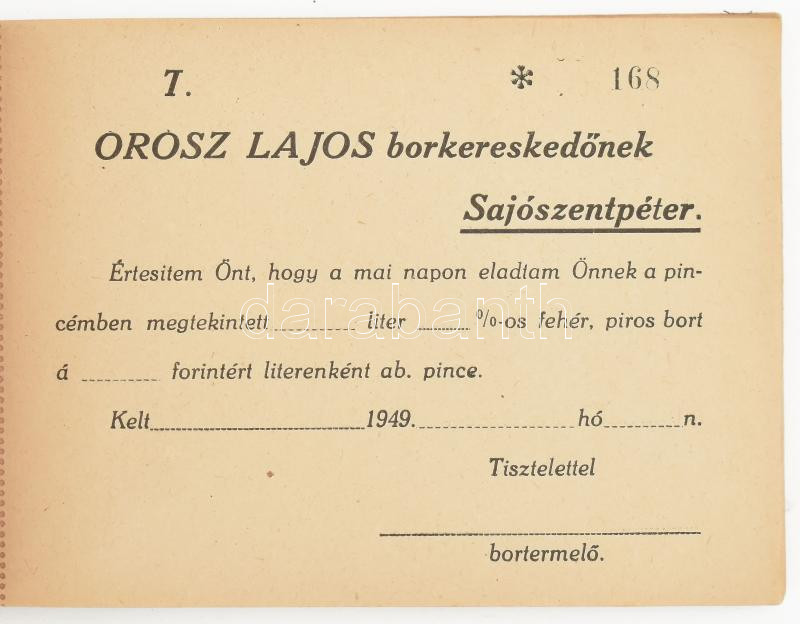 T. * 168
OROSZ LAJOS borkereskedőnek
Sajószentpéter.
Értesitem Önt, hogy a mai napon eladtam Önnek a pin-
cémben megtekintett ........ liter ........ %-os fehér, piros bort
á ........ forintért literenként ab. pince.
Kelt ........ 1949. ........ hó ........ n.
Tisztelettel
bortermelő.
darabanth